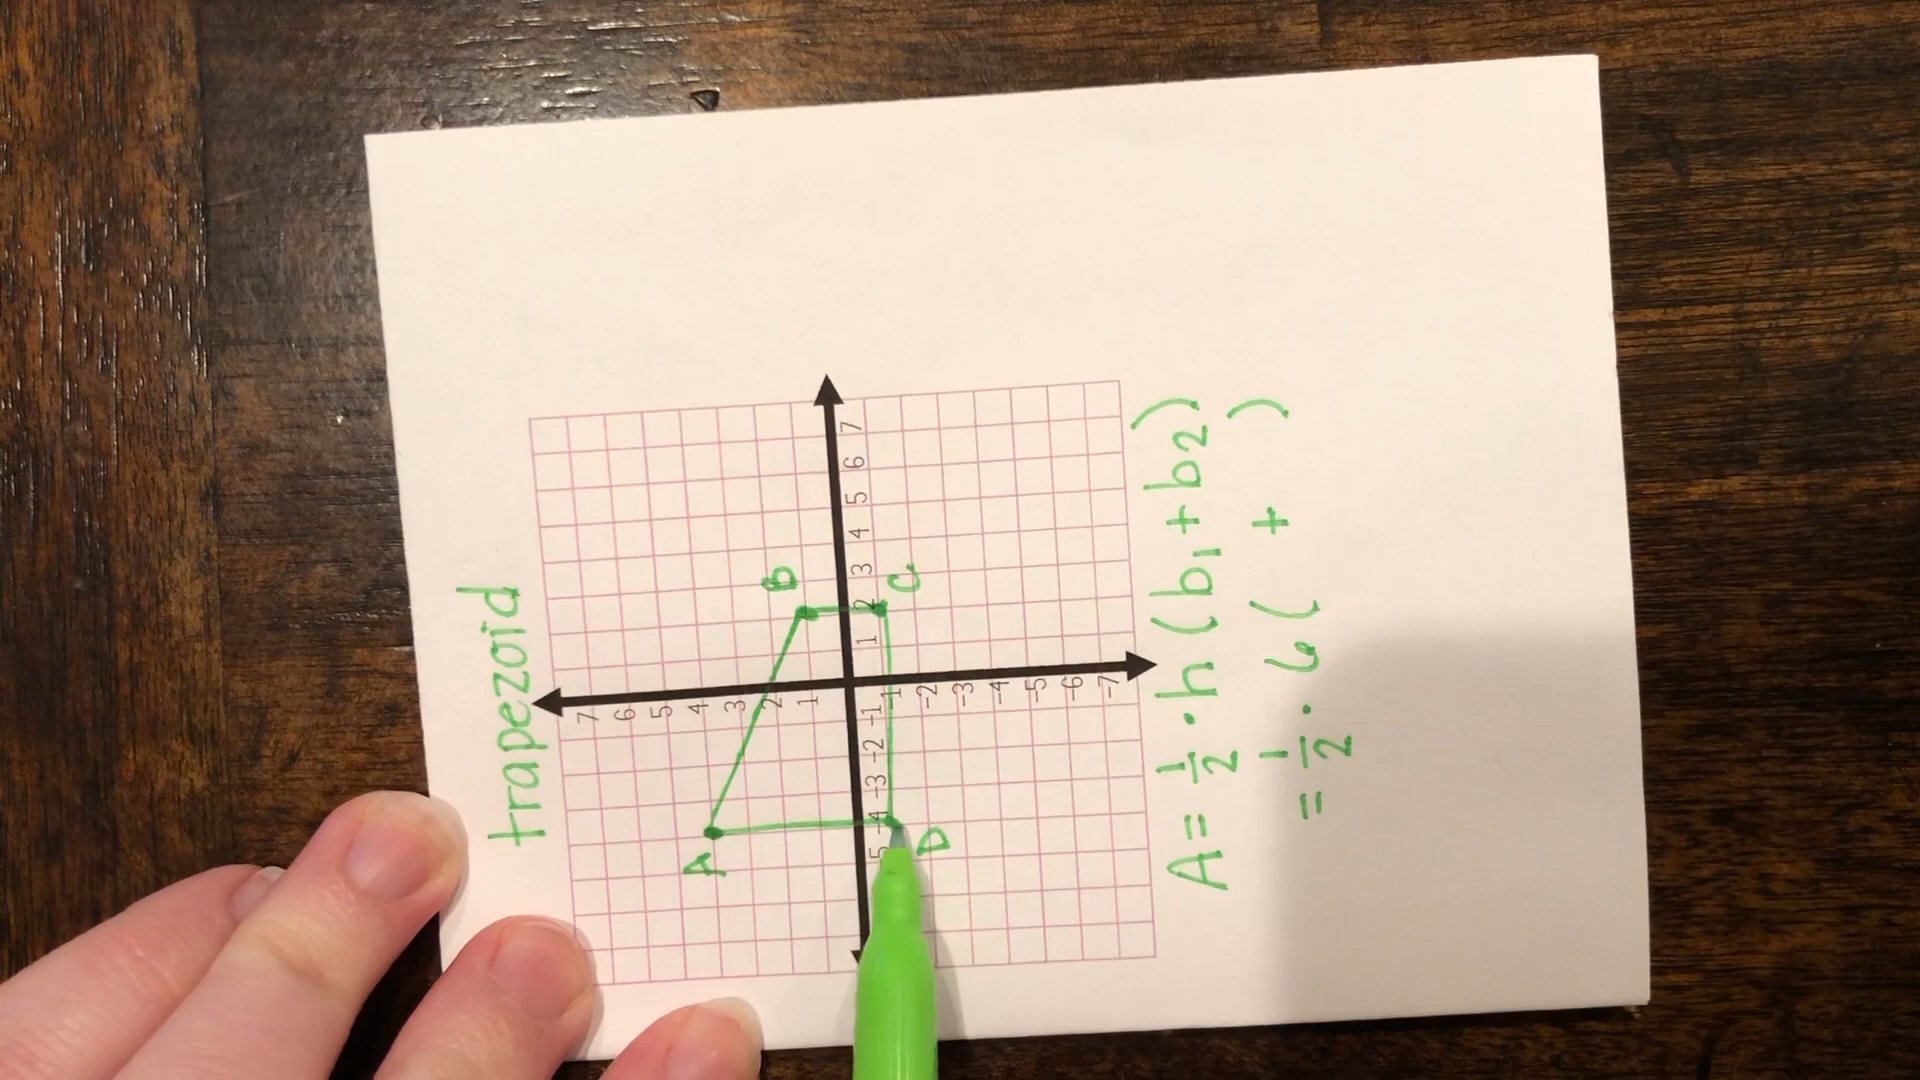 trapezoid
7
6
5
4
3
2
1
-5 -4 -3 -2 -1 1 2 3 4 5 6 7
-1
-2
-3
-4
-5
-6
-7
A
B
C
D
A = 1/2 · h (b1 + b2)
= 1/2 · 6 ( + )